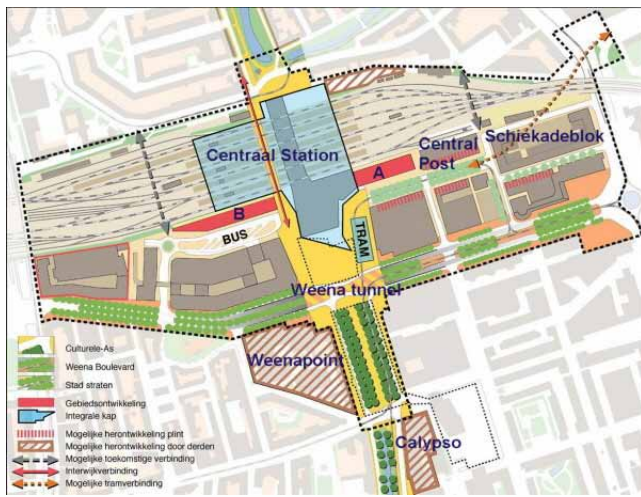 Centraal Station
Central
Post
Schiekadeblok
A
B
BUS
TRAM
Weena tunnel
Weenapoint
Calypso
Culturele-As
Weena Boulevard
Stad straten
Gebiedsontwikkeling
Integrale kap
Mogelijke herontwikkeling plint
Mogelijke herontwikkeling door derden
Mogelijke toekomstige verbinding
Interwijkverbinding
Mogelijke tramverbinding